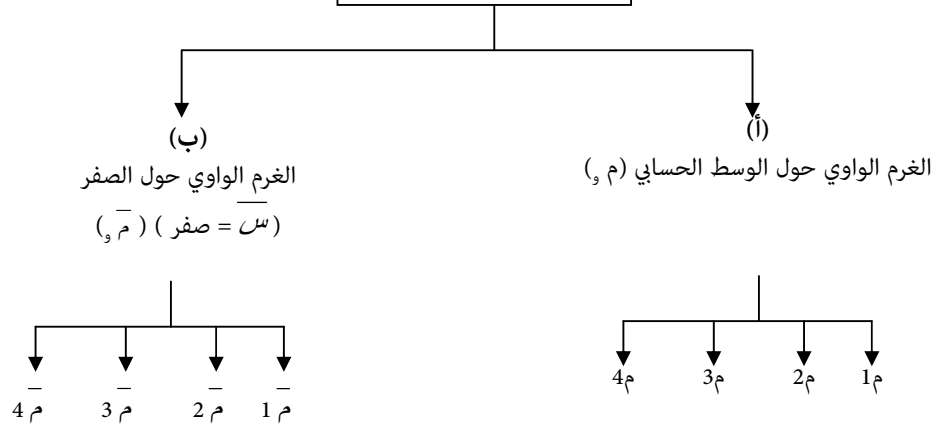 (أ)
الغرم الواوي حول الوسط الحسابي (م و)
م1 م2 م3 م4
(ب)
الغرم الواوي حول الصفر
(س̅ = صفر ) ( م̅ و)
م̅ 1 م̅ 2 م̅ 3 م̅ 4